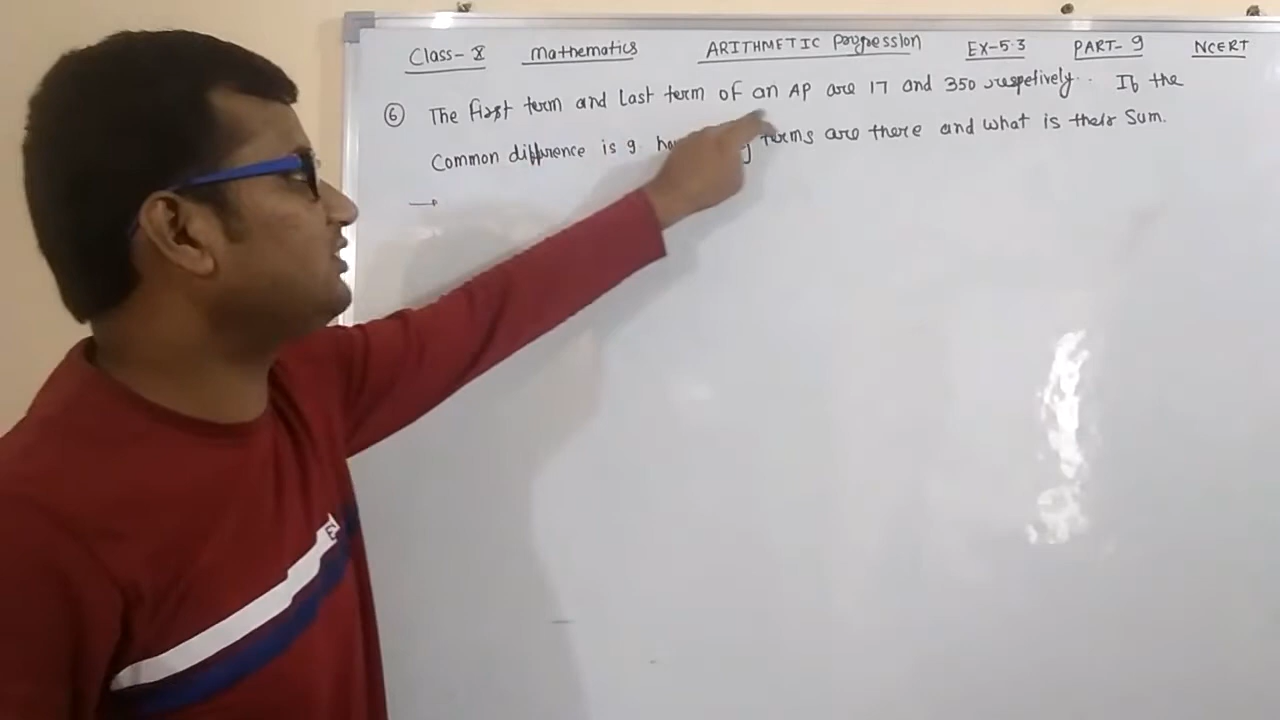 Class- X Mathematics ARITHMETIC Progression EX-5.3 PART-9 NCERT
⑥ The first term and last term of an AP are 17 and 350 respetively. If the
Common difference is 9. terms are there and what is their Sum.
→